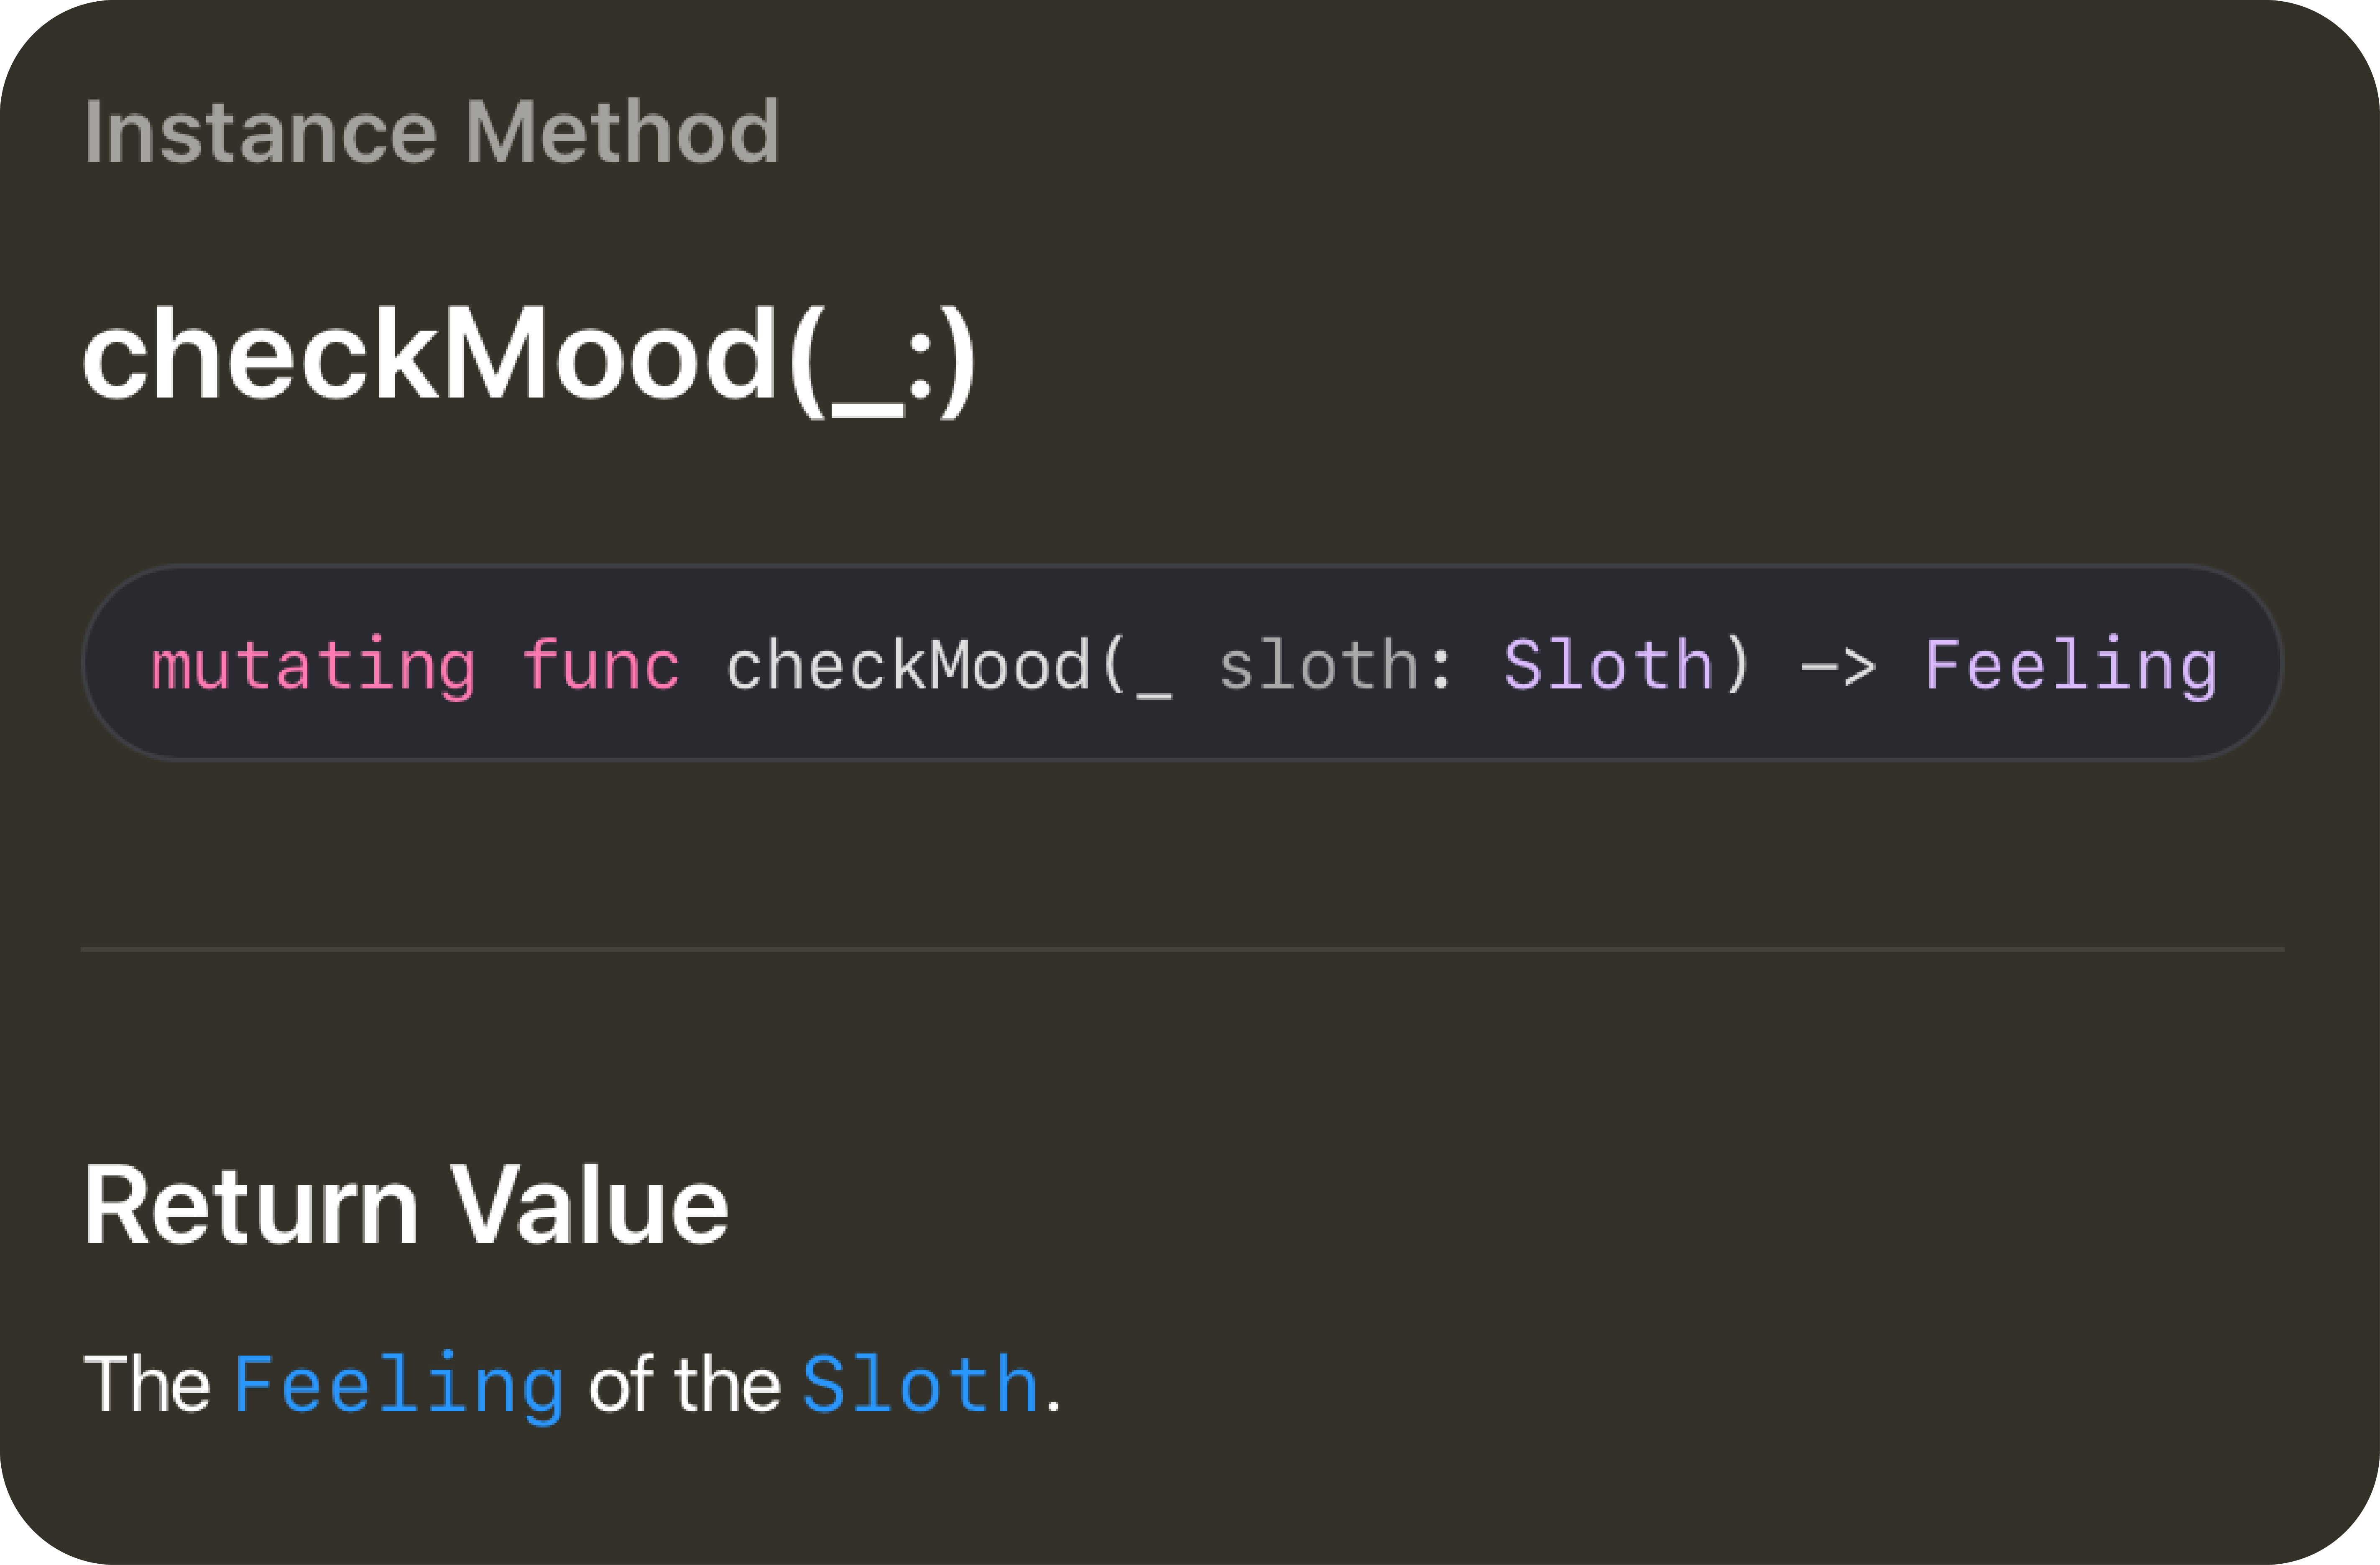 Instance Method
checkMood(_:)
mutating func checkMood(_ sloth: Sloth) -> Feeling
Return Value
The Feeling of the Sloth.